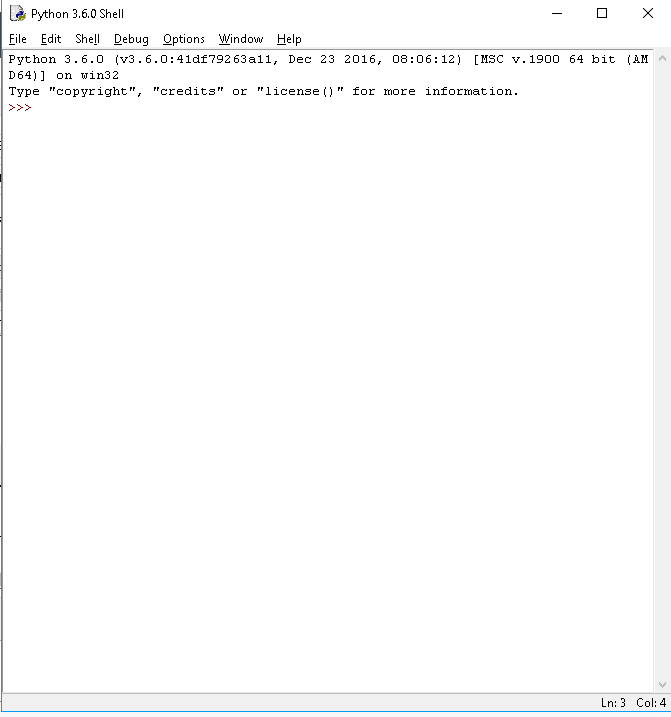 Python 3.6.0 Shell
File Edit Shell Debug Options Window Help
Python 3.6.0 (v3.6.0:41df79263a11, Dec 23 2016, 08:06:12) [MSC v.1900 64 bit (AM
D64)] on win32
Type "copyright", "credits" or "license()" for more information.
>>>
Ln: 3 Col: 4